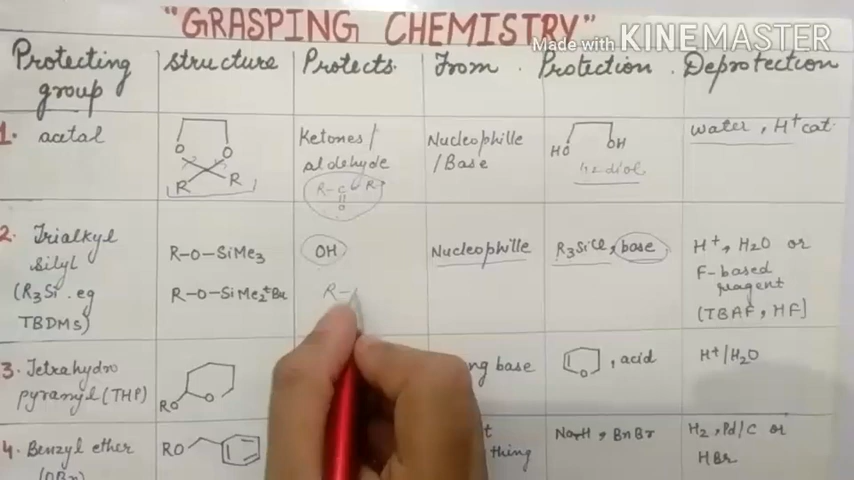 "GRASPING CHEMISTRY"
Made with KINEMASTER
Protecting group
structure
Protects
From
Protection
Deprotection
1. acetal
O O
R R
Ketones/
aldehyde
R-C-R
O
Nucleophille
/Base
HO OH
1,2 diol
water, H+ cat.
2. Trialkyl
silyl
(R3Si. eg
TBDMS)
R-O-SiMe3
R-O-SiMe2tBu
OH
R-
Nucleophille
R3SiCl, base
H+, H2O or
F-based
reagent
(TBAF, HF]
3. Tetrahydro
pyranyl (THP)
RO O
ng base
O , acid
H+/H2O
4. Benzyl ether
(OBn)
RO
t
thing
NaH, BnBr
H2, Pd/C or
HBr